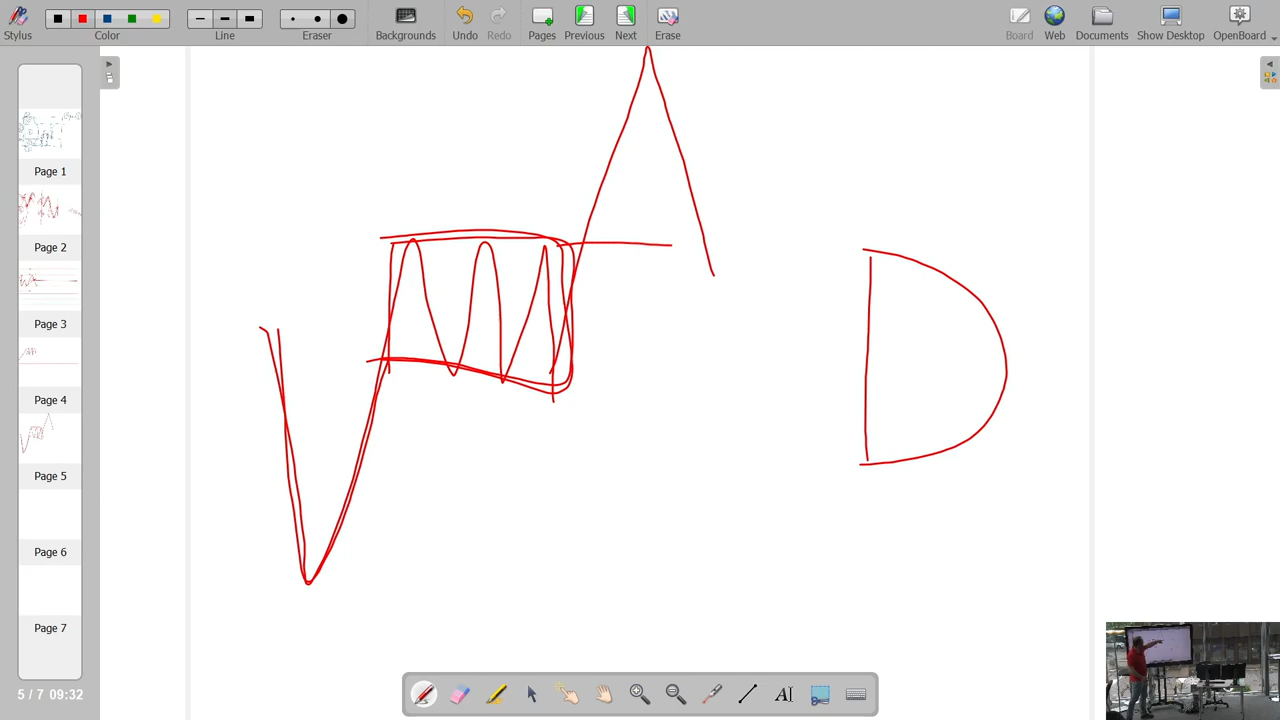 Stylus
Color
Line
Eraser
Backgrounds
Undo
Redo
Pages
Previous
Next
Erase
Board
Web
Documents
Show Desktop
OpenBoard
Page 1
Page 2
Page 3
Page 4
Page 5
Page 6
Page 7
5 / 7 09:32
D
AI